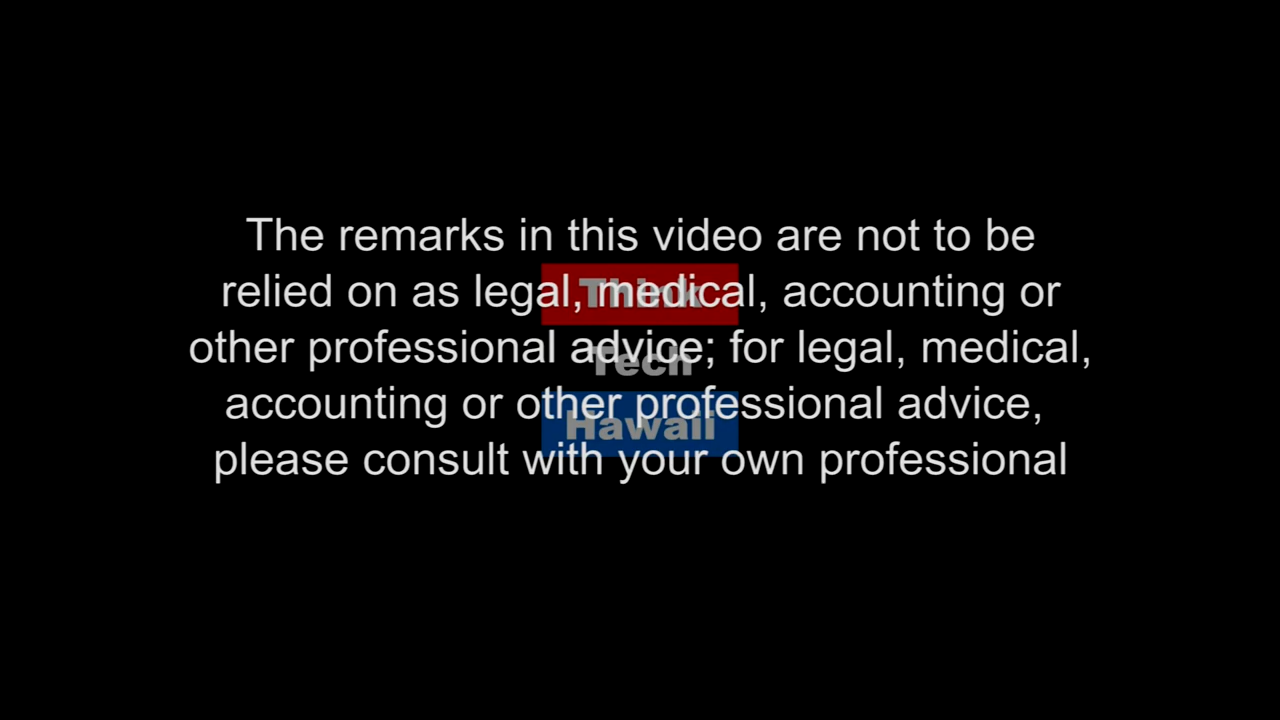 The remarks in this video are not to be
relied on as legal, medical, accounting or
other professional advice; for legal, medical,
accounting or other professional advice,
please consult with your own professional
Think
Tech
Hawaii